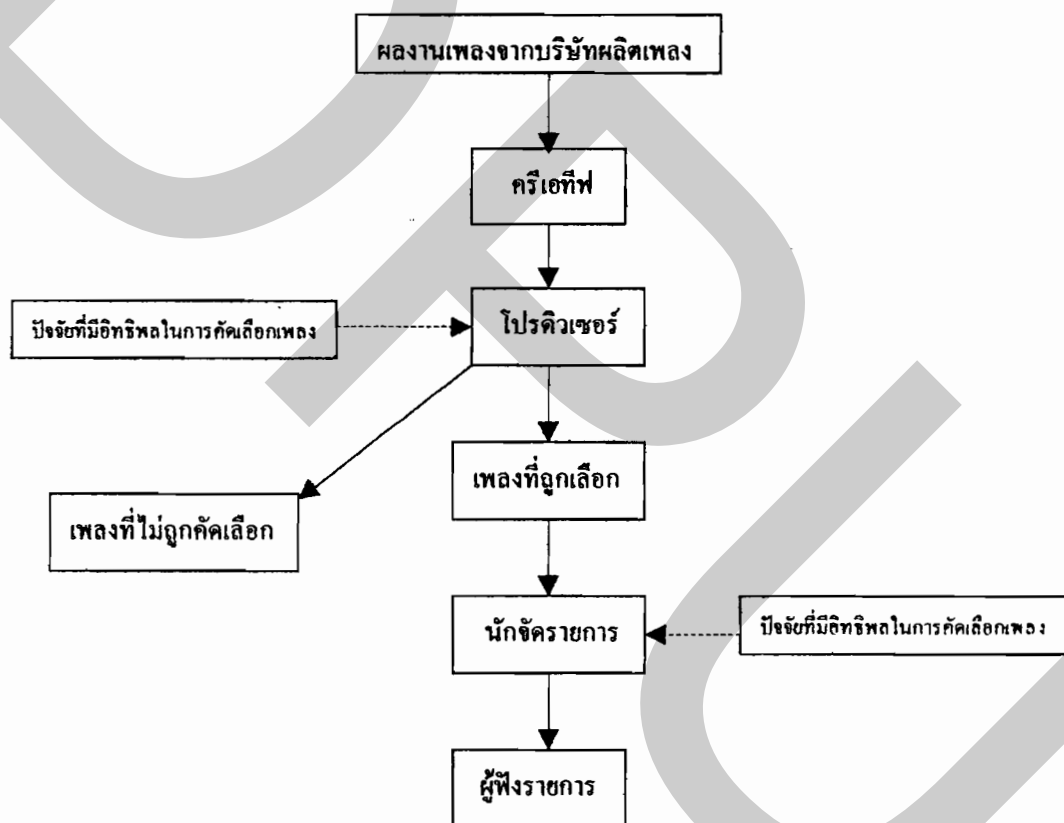 ผลงานเพลงจากบริษัทผลิตเพลง
ครีเอทีฟ
ปัจจัยที่มีอิทธิพลในการคัดเลือกเพลง
โปรดิวเซอร์
เพลงที่ถูกเลือก
เพลงที่ไม่ถูกคัดเลือก
นักจัดรายการ
ปัจจัยที่มีอิทธิพลในการคัดเลือกเพลง
ผู้ฟังรายการ